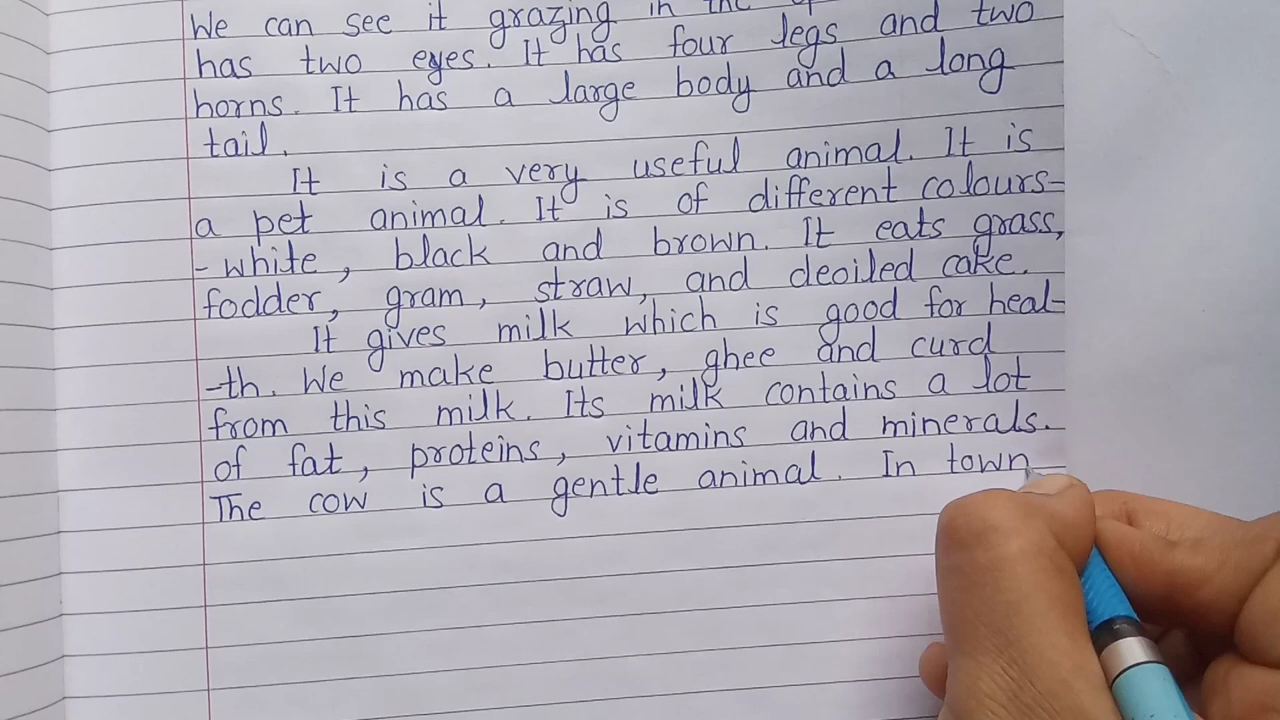 We can see it grazing in the
has two eyes. It has four legs and two
horns. It has a large body and a long
tail.
It is a very useful animal. It is
a pet animal. It is of different colours-
-white, black and brown. It eats grass,
fodder, gram, straw, and deoiled cake.
It gives milk which is good for heal-
-th. We make butter, ghee and curd
from this milk. Its milk contains a lot
of fat, proteins, vitamins and minerals.
The cow is a gentle animal. In town